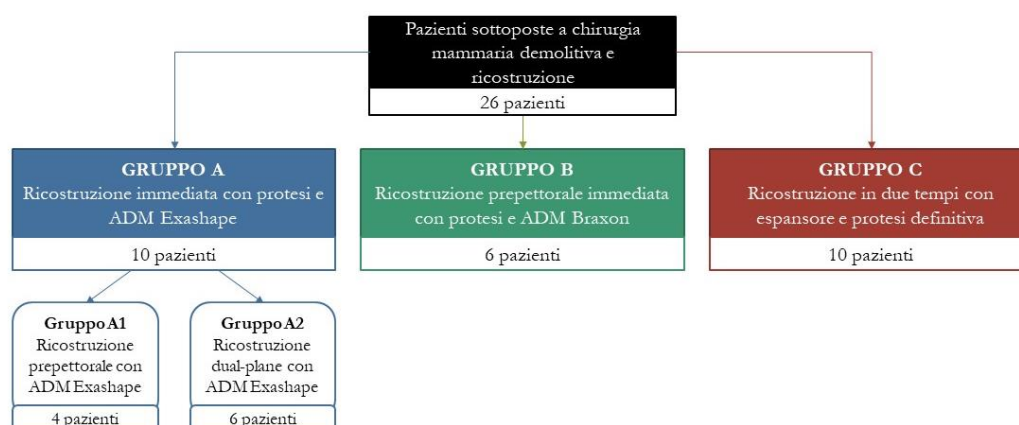 Pazienti sottoposte a chirurgia
mammaria demolitiva e
ricostruzione
26 pazienti
GRUPPO A
Ricostruzione immediata con protesi e
ADM Exashape
10 pazienti
GRUPPO B
Ricostruzione prepettorale immediata
con protesi e ADM Braxon
6 pazienti
GRUPPO C
Ricostruzione in due tempi con
espansore e protesi definitiva
10 pazienti
Gruppo A1
Ricostruzione
prepettorale con
ADM Exashape
4 pazienti
Gruppo A2
Ricostruzione
dual-plane con
ADM Exashape
6 pazienti